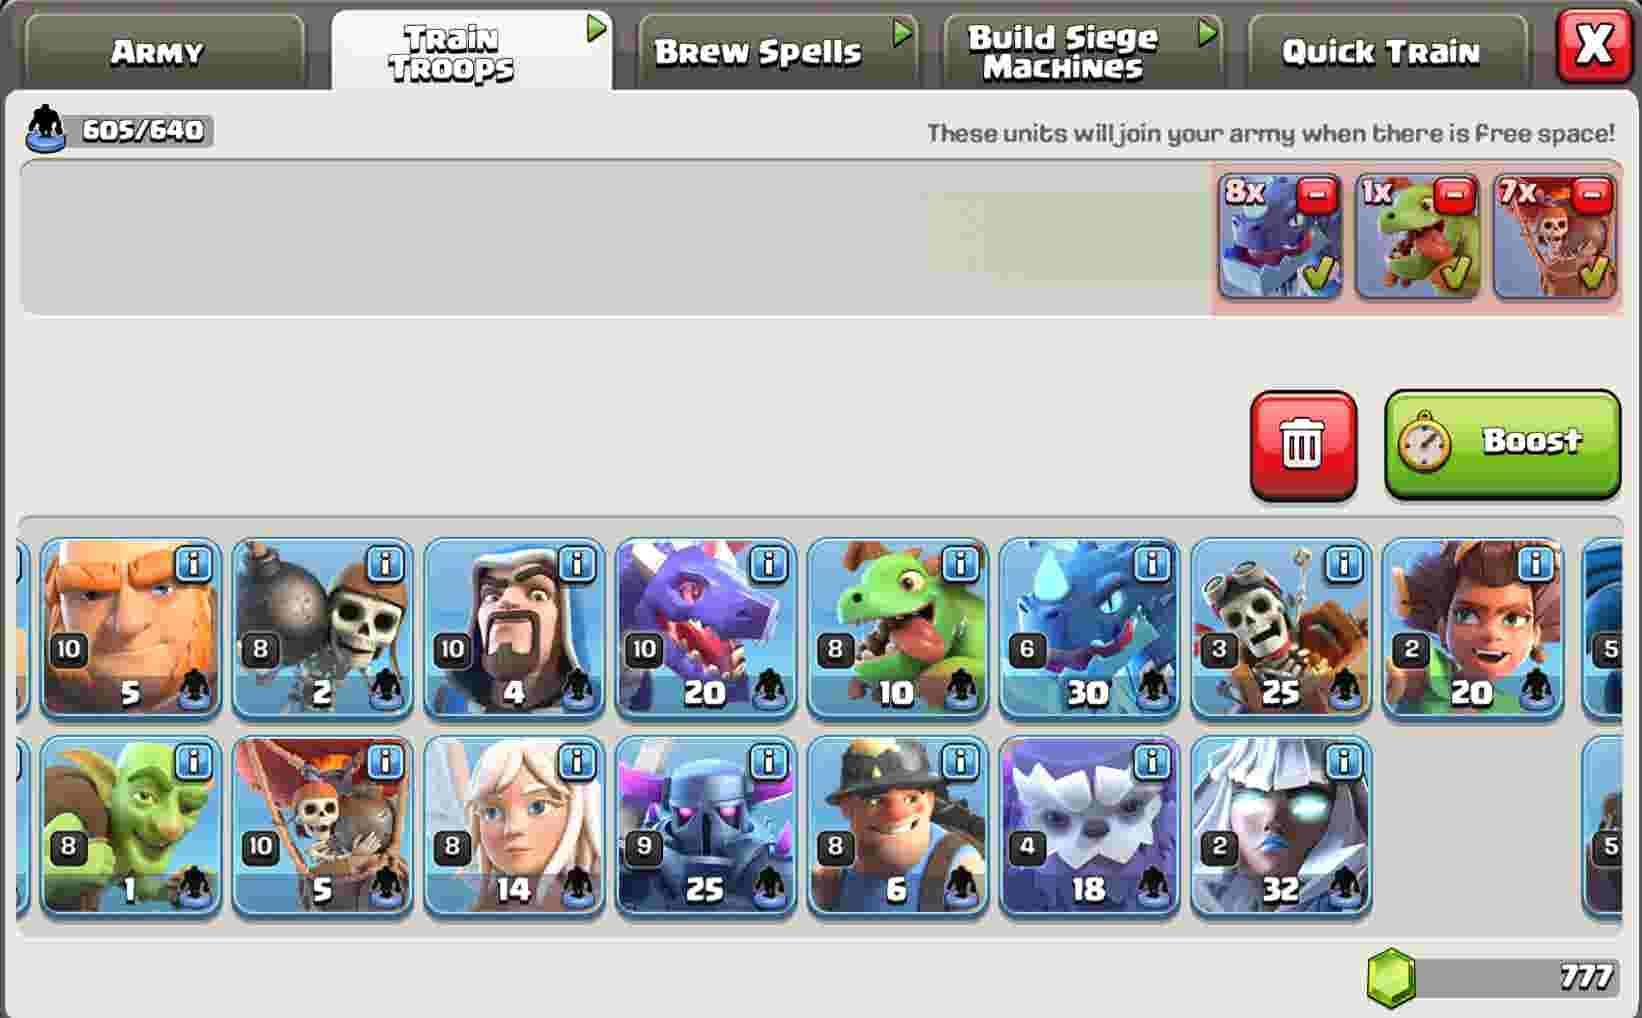 Army
Train
Troops
Brew Spells
Build Siege
Machines
Quick Train
X
605/640
These units will join your army when there is free space!
8x
1x
7x
Boost
i i i i i i i i
10 8 10 10 8 6 3 2 5
5 2 4 20 10 30 25 20
i i i i i i i
8 10 8 9 8 4 2 5
1 5 14 25 6 18 32
777